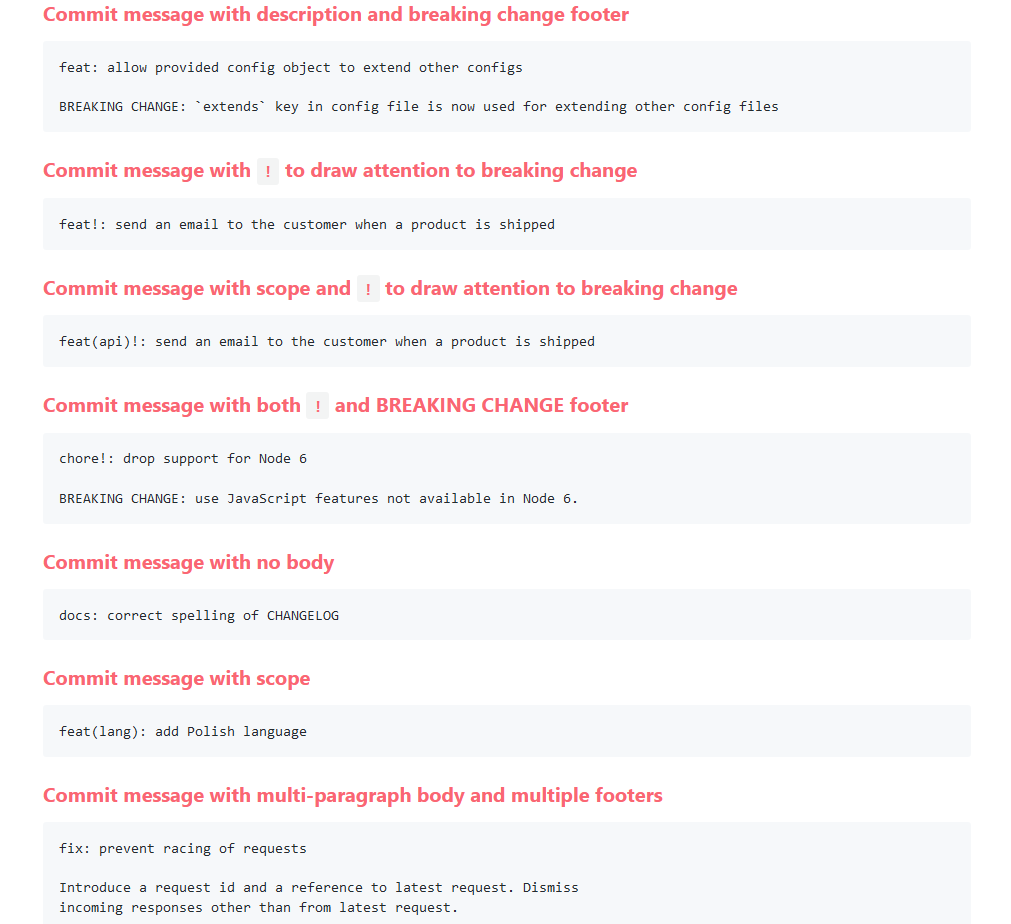 Commit message with description and breaking change footer
feat: allow provided config object to extend other configs
BREAKING CHANGE: `extends` key in config file is now used for extending other config files
Commit message with ! to draw attention to breaking change
feat!: send an email to the customer when a product is shipped
Commit message with scope and ! to draw attention to breaking change
feat(api)!: send an email to the customer when a product is shipped
Commit message with both ! and BREAKING CHANGE footer
chore!: drop support for Node 6
BREAKING CHANGE: use JavaScript features not available in Node 6.
Commit message with no body
docs: correct spelling of CHANGELOG
Commit message with scope
feat(lang): add Polish language
Commit message with multi-paragraph body and multiple footers
fix: prevent racing of requests
Introduce a request id and a reference to latest request. Dismiss
incoming responses other than from latest request.